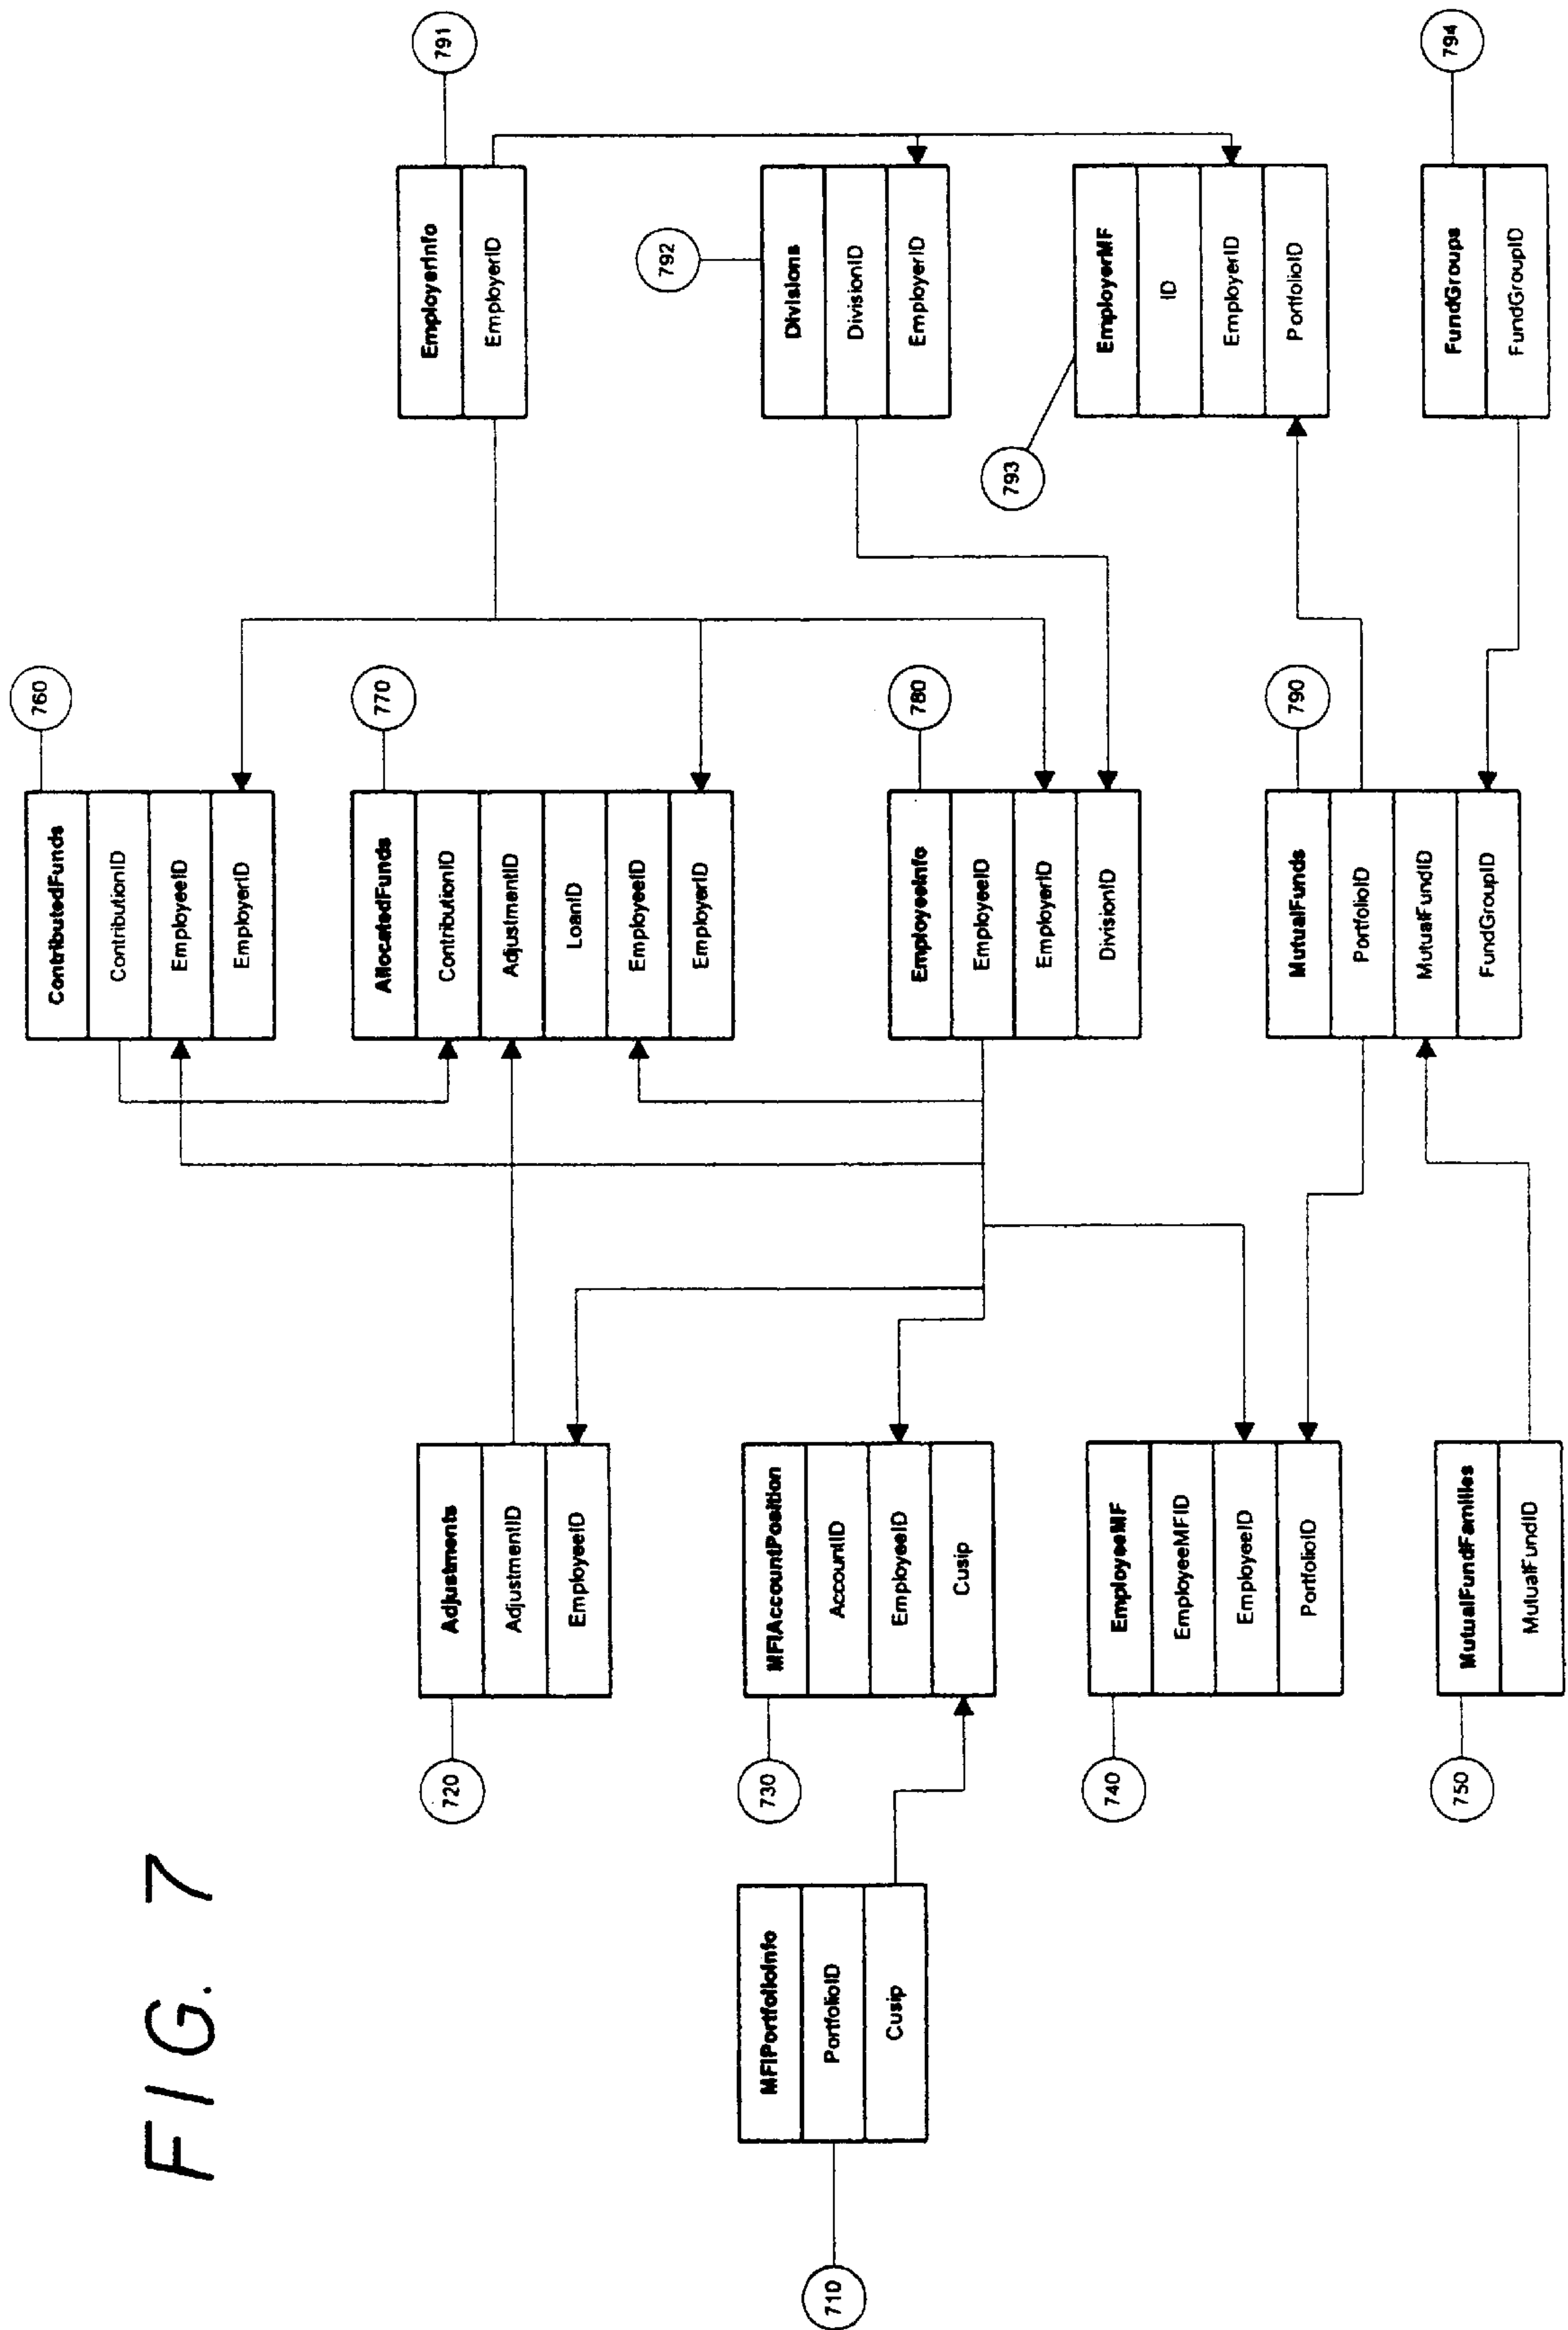 FIG. 7
710
MFIPortfolioInfo
PortfolioID
Cusip
720
Adjustments
AdjustmentID
EmployeeID
730
MFIAccountPosition
AccountID
EmployeeID
Cusip
740
EmployeeMF
EmployeeMFID
EmployeeID
PortfolioID
750
MutualFundFamilies
MutualFundID
760
ContributedFunds
ContributionID
EmployeeID
EmployerID
770
AllocatedFunds
ContributionID
AdjustmentID
LoanID
EmployeeID
EmployerID
780
EmployeeInfo
EmployeeID
EmployerID
DivisionID
790
MutualFunds
PortfolioID
MutualFundID
FundGroupID
791
EmployerInfo
EmployerID
792
Divisions
DivisionID
EmployerID
793
EmployerMF
ID
EmployerID
PortfolioID
794
FundGroups
FundGroupID